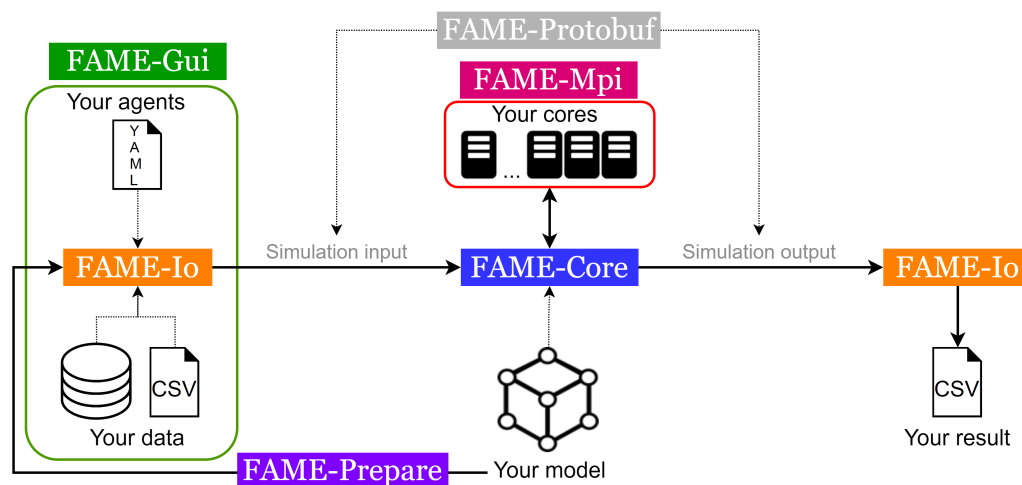 FAME-Protobuf
FAME-Gui
FAME-Mpi
Your agents
Your cores
Y
A
M
L
...
Simulation input
Simulation output
FAME-Io
FAME-Core
FAME-Io
CSV
CSV
Your data
Your result
FAME-Prepare
Your model